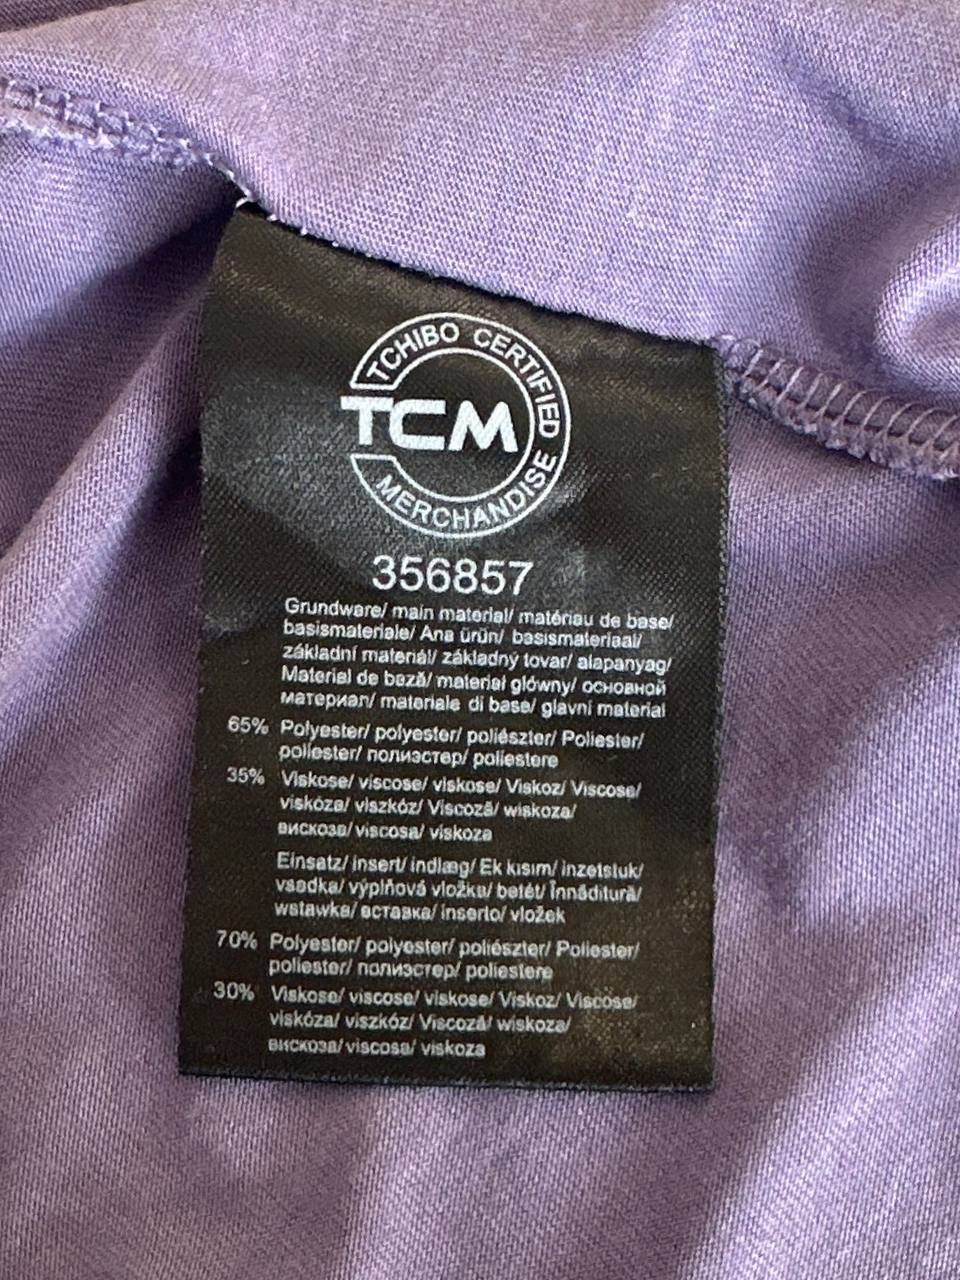 TCHIBO CERTIFIED
TCM
MERCHANDISE
356857
Grundware/ main material/ matériau de base/
basismateriale/ Ana ürün/ basismateriaal/
základní materiál/ základný tovar/ alapanyag/
Material de bază/ materiał główny/ основной
материал/ materiale di base/ glavni material
65% Polyester/ polyester/ poliészter/ Poliester/
poliester/ полиэстер/ poliestere
35% Viskose/ viscose/ viskose/ Viskoz/ Viscose/
viskóza/ viszkóz/ Viscoză/ wiskoza/
вискоза/ viscosa/ viskoza
Einsatz/ insert/ indlæg/ Ek kısım/ inzetstuk/
vsadka/ výplňová vložka/ betét/ Înnăditură/
wstawka/ вставка/ inserto/ vložek
70% Polyester/ polyester/ poliészter/ Poliester/
poliester/ полиэстер/ poliestere
30% Viskose/ viscose/ viskose/ Viskoz/ Viscose/
viskóza/ viszkóz/ Viscoză/ wiskoza/
вискоза/ viscosa/ viskoza